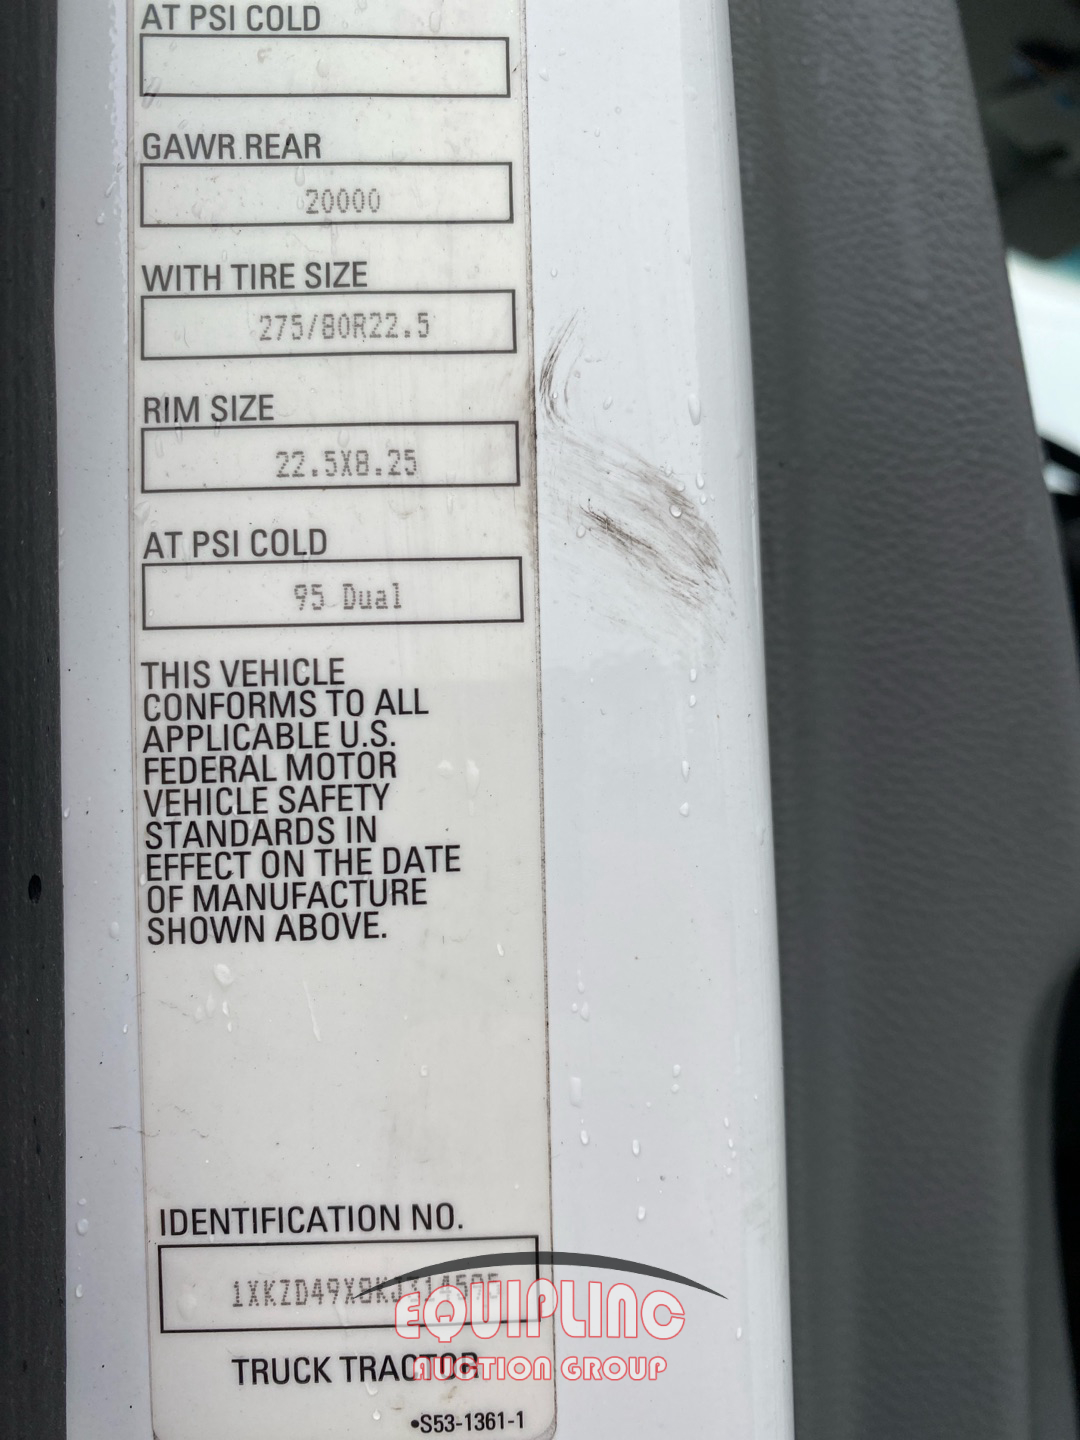 AT PSI COLD
GAWR REAR
20000
WITH TIRE SIZE
275/80R22.5
RIM SIZE
22.5X8.25
AT PSI COLD
95 Dual
THIS VEHICLE
CONFORMS TO ALL
APPLICABLE U.S.
FEDERAL MOTOR
VEHICLE SAFETY
STANDARDS IN
EFFECT ON THE DATE
OF MANUFACTURE
SHOWN ABOVE.
IDENTIFICATION NO.
1XKZD49X8KJ314595
EQUIPLINC
AUCTION GROUP
TRUCK TRACTOR
•S53-1361-1